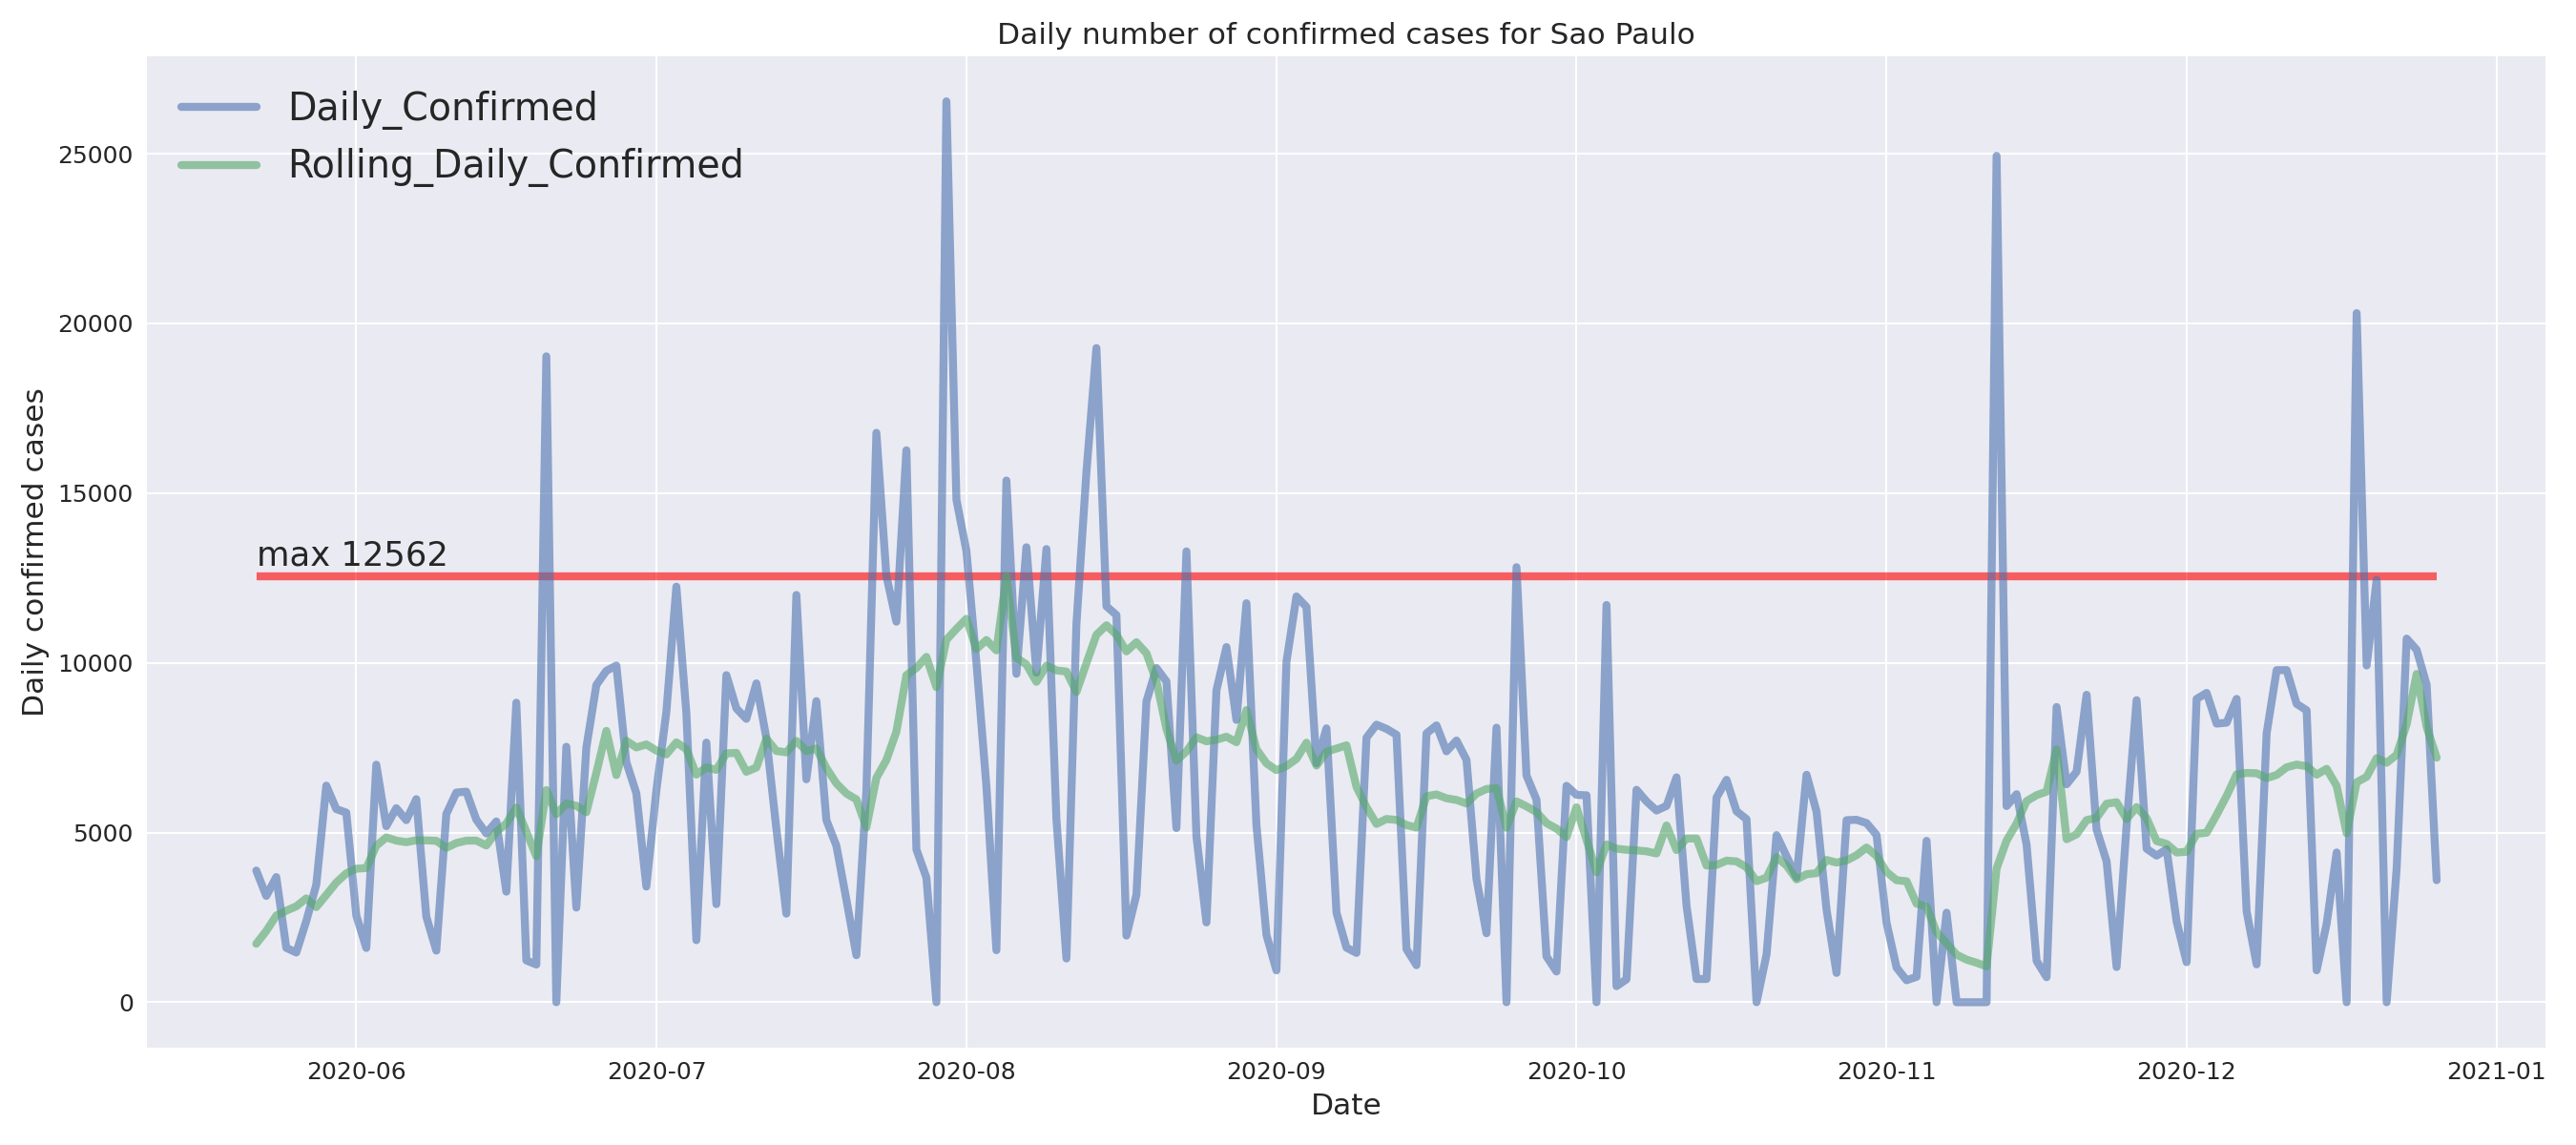 Daily number of confirmed cases for Sao Paulo
Daily_Confirmed
Rolling_Daily_Confirmed
max 12562
Daily confirmed cases
25000
20000
15000
10000
5000
0
2020-06 2020-07 2020-08 2020-09 2020-10 2020-11 2020-12 2021-01
Date